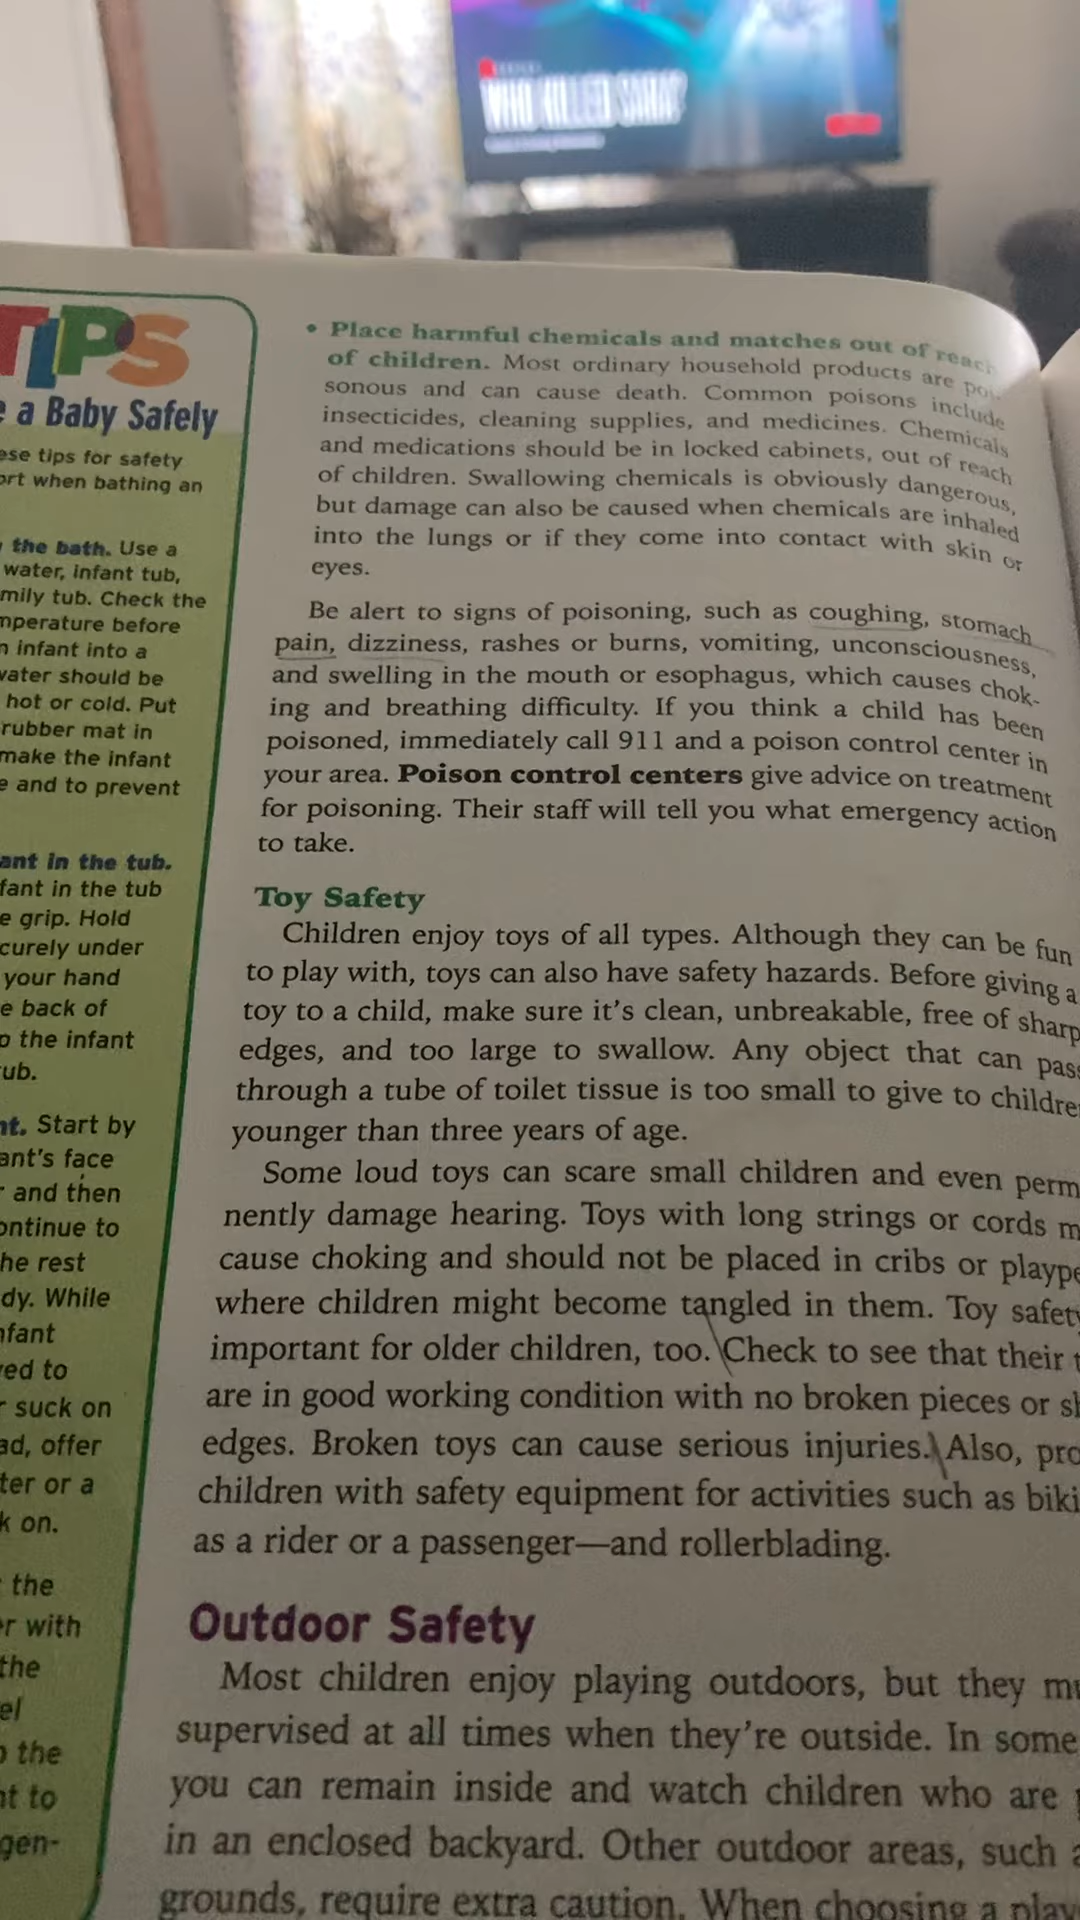 WHO KILLED SARA?
TIPS
a Baby Safely
these tips for safety
when bathing an
the bath. Use a
water, infant tub,
tub. Check the
before
infant into a
water should be
hot or cold. Put
rubber mat in
make the infant
and to prevent
in the tub.
in the tub
grip. Hold
under
your hand
back of
the infant
Start by
face
and then
to
rest
While
to
suck on
offer
or a
on.
the
with
the
the
to
• Place harmful chemicals and matches out of reach
of children. Most ordinary household products are poi-
sonous and can cause death. Common poisons include
insecticides, cleaning supplies, and medicines. Chemicals
and medications should be in locked cabinets, out of reach
of children. Swallowing chemicals is obviously dangerous,
but damage can also be caused when chemicals are inhaled
into the lungs or if they come into contact with skin or
eyes.
Be alert to signs of poisoning, such as coughing, stomach
pain, dizziness, rashes or burns, vomiting, unconsciousness,
and swelling in the mouth or esophagus, which causes chok-
ing and breathing difficulty. If you think a child has been
poisoned, immediately call 911 and a poison control center in
your area. Poison control centers give advice on treatment
for poisoning. Their staff will tell you what emergency action
to take.
Toy Safety
Children enjoy toys of all types. Although they can be fun
to play with, toys can also have safety hazards. Before giving a
toy to a child, make sure it's clean, unbreakable, free of sharp
edges, and too large to swallow. Any object that can pass
through a tube of toilet tissue is too small to give to children
younger than three years of age.
Some loud toys can scare small children and even perm
nently damage hearing. Toys with long strings or cords m
cause choking and should not be placed in cribs or plaype
where children might become tangled in them. Toy safety
important for older children, too. Check to see that their t
are in good working condition with no broken pieces or sh
edges. Broken toys can cause serious injuries. Also, pro
children with safety equipment for activities such as biki
as a rider or a passenger—and rollerblading.
Outdoor Safety
Most children enjoy playing outdoors, but they mu
supervised at all times when they're outside. In some
you can remain inside and watch children who are
in an enclosed backyard. Other outdoor areas, such a
grounds, require extra caution. When choosing a play